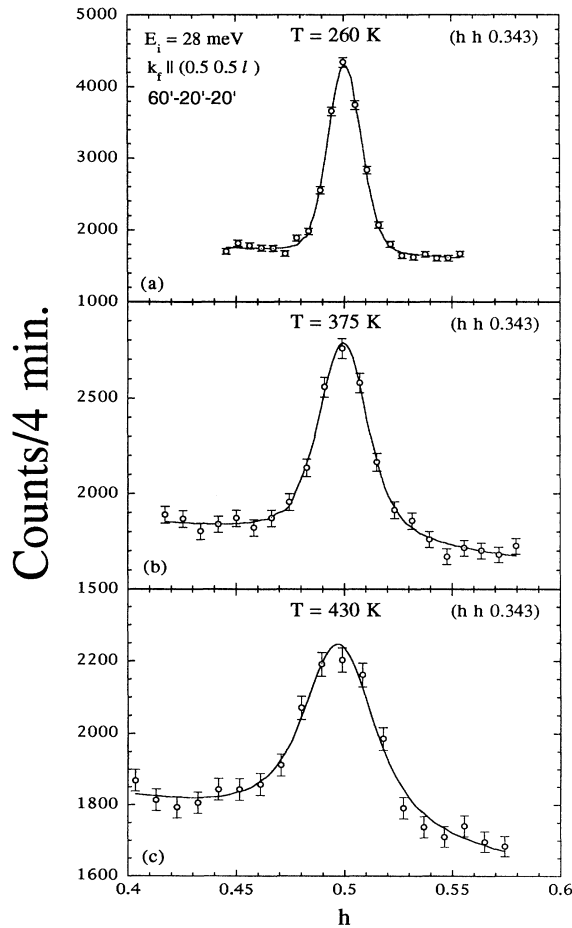 E_i = 28 meV
T = 260 K
(h h 0.343)
k_f || (0.5 0.5 l)
60'-20'-20'
5000
4000
3000
2000
(a)
1000
T = 375 K
(h h 0.343)
2500
2000
(b)
1500
T = 430 K
(h h 0.343)
2200
2000
1800
(c)
1600
0.4
0.45
0.5
0.55
0.6
h
Counts/4 min.